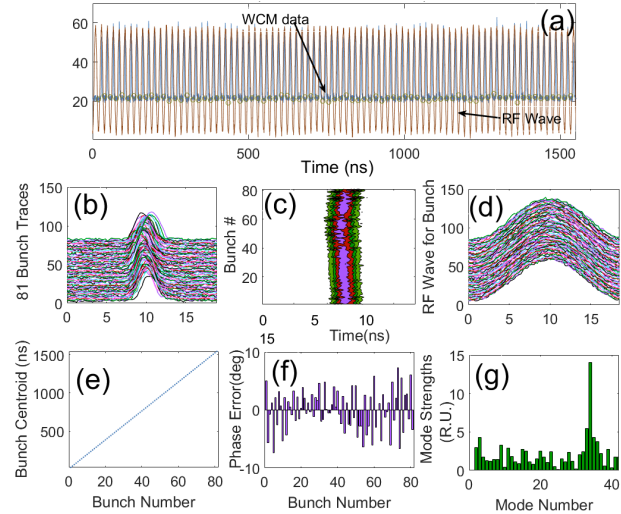 60
40
20
(a)
WCM data
RF Wave
0
500
1000
1500
Time (ns)
81 Bunch Traces
150
100
50
0
(b)
0
5
10
15
Bunch #
80
60
40
20
(c)
0
5
10
Time(ns)
15
RF Wave for Bunch
150
100
50
0
(d)
0
5
10
15
Bunch Centroid (ns)
1500
1000
500
(e)
0
20
40
60
80
Bunch Number
Phase Error(deg)
10
0
-10
(f)
0
20
40
60
80
Bunch Number
Mode Strengths
(R.U.)
15
10
5
0
(g)
0
20
40
Mode Number